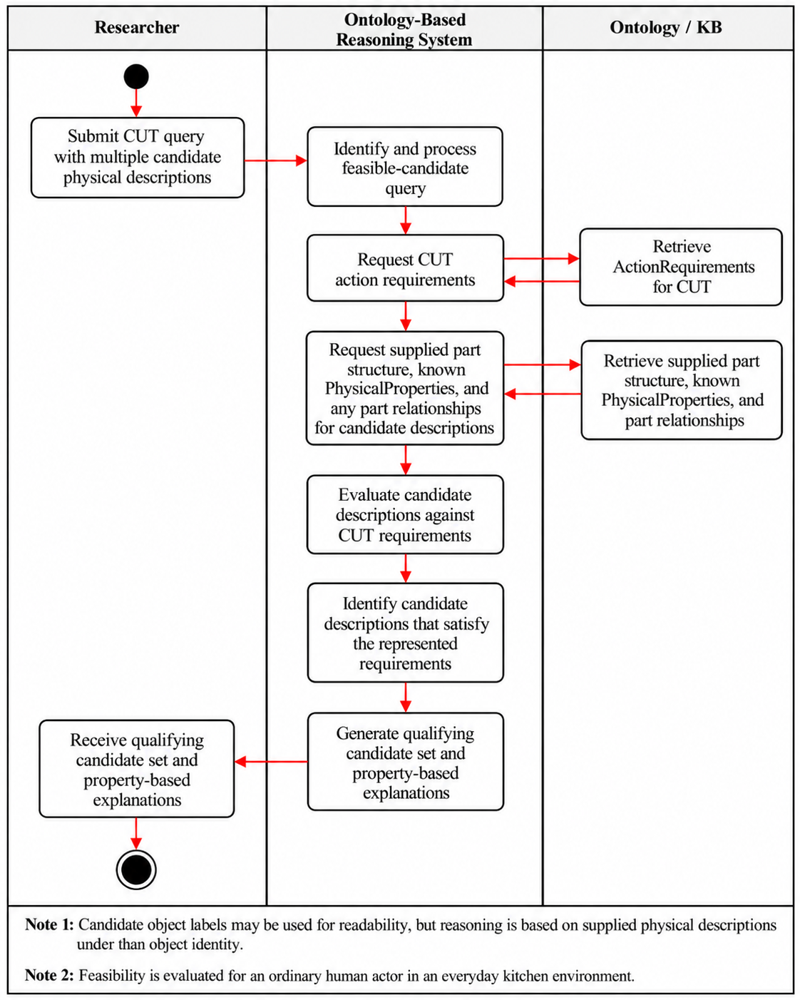 Researcher
Ontology-Based
Reasoning System
Ontology / KB
Submit CUT query
with multiple candidate
physical descriptions
Identify and process
feasible-candidate
query
Request CUT
action requirements
Retrieve
ActionRequirements
for CUT
Request supplied part
structure, known
PhysicalProperties, and
any part relationships
for candidate descriptions
Retrieve supplied part
structure, known
PhysicalProperties, and
part relationships
Evaluate candidate
descriptions against
CUT requirements
Identify candidate
descriptions that satisfy
the represented
requirements
Generate qualifying
candidate set and
property-based
explanations
Receive qualifying
candidate set and
property-based
explanations
Note 1: Candidate object labels may be used for readability, but reasoning is based on supplied physical descriptions
under than object identity.
Note 2: Feasibility is evaluated for an ordinary human actor in an everyday kitchen environment.